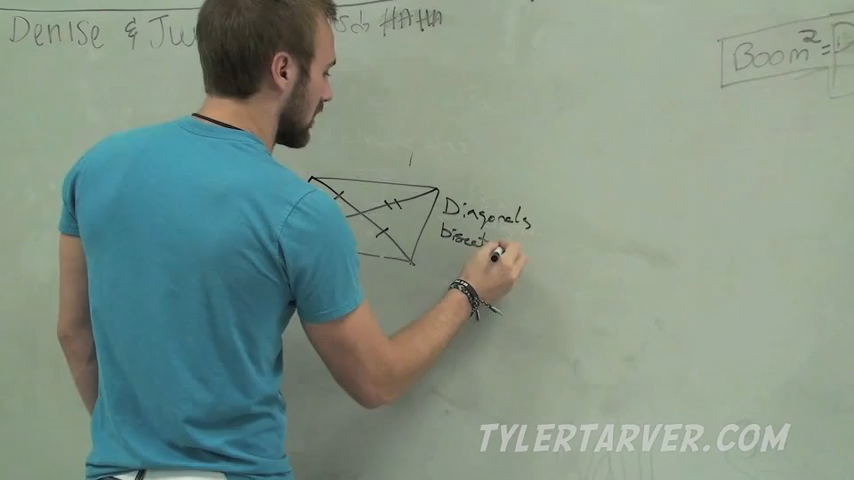 Denise & Ju
HAHA
Boom²=
Diagonals
bisect
TYLERTARVER.COM